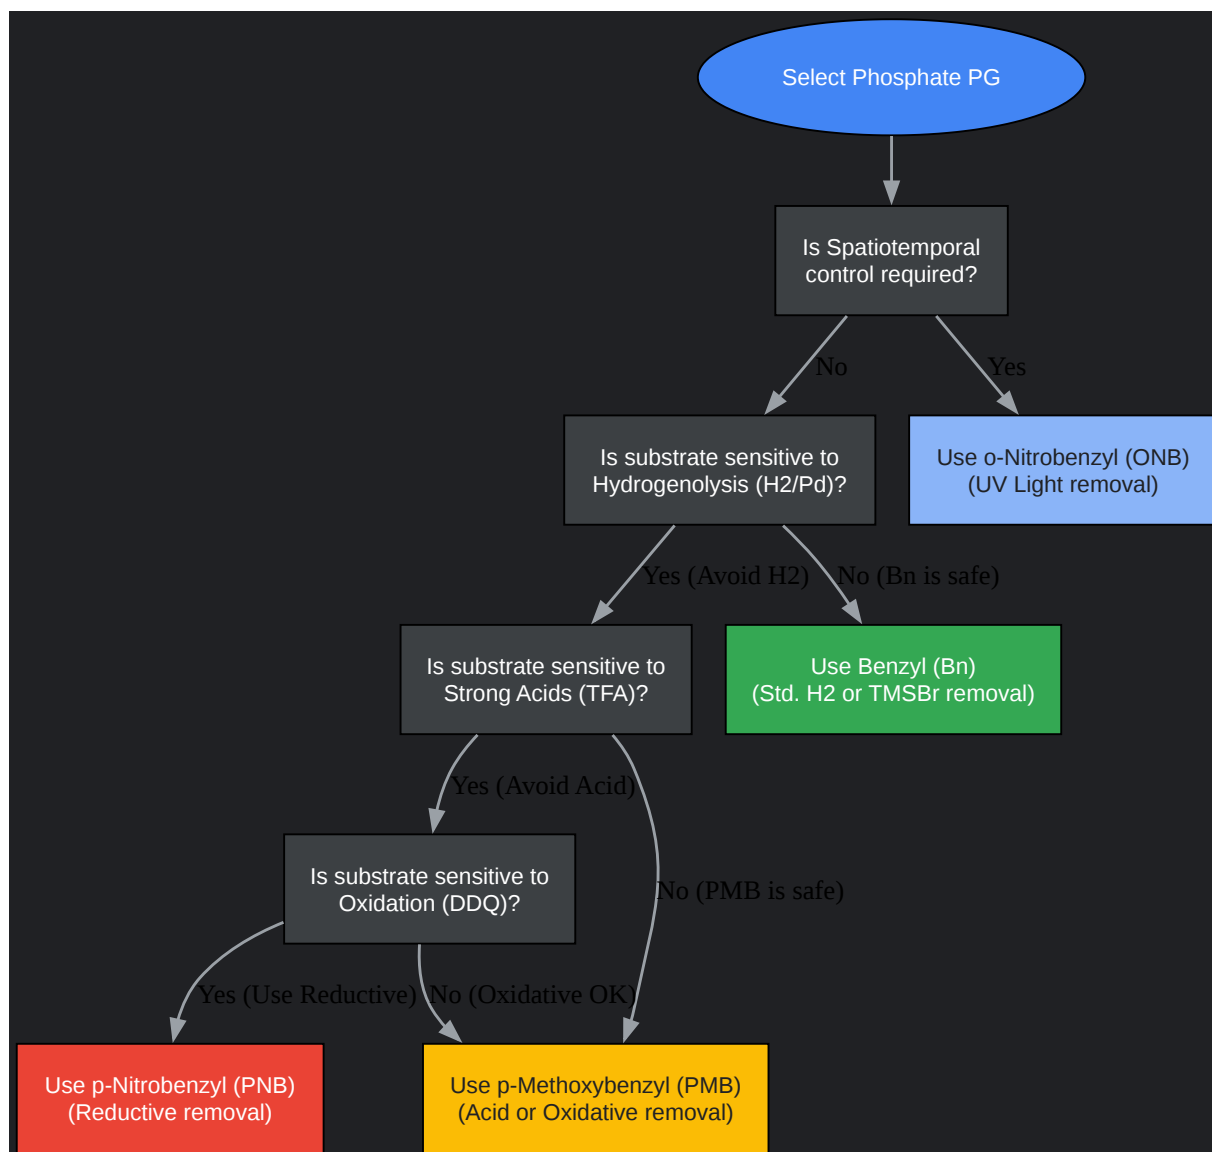 Select Phosphate PG
Is Spatiotemporal
control required?
No
Yes
Is substrate sensitive to
Hydrogenolysis (H2/Pd)?
Use o-Nitrobenzyl (ONB)
(UV Light removal)
Yes (Avoid H2)
No (Bn is safe)
Is substrate sensitive to
Strong Acids (TFA)?
Use Benzyl (Bn)
(Std. H2 or TMSBr removal)
Yes (Avoid Acid)
Is substrate sensitive to
Oxidation (DDQ)?
No (PMB is safe)
Yes (Use Reductive)
No (Oxidative OK)
Use p-Nitrobenzyl (PNB)
(Reductive removal)
Use p-Methoxybenzyl (PMB)
(Acid or Oxidative removal)